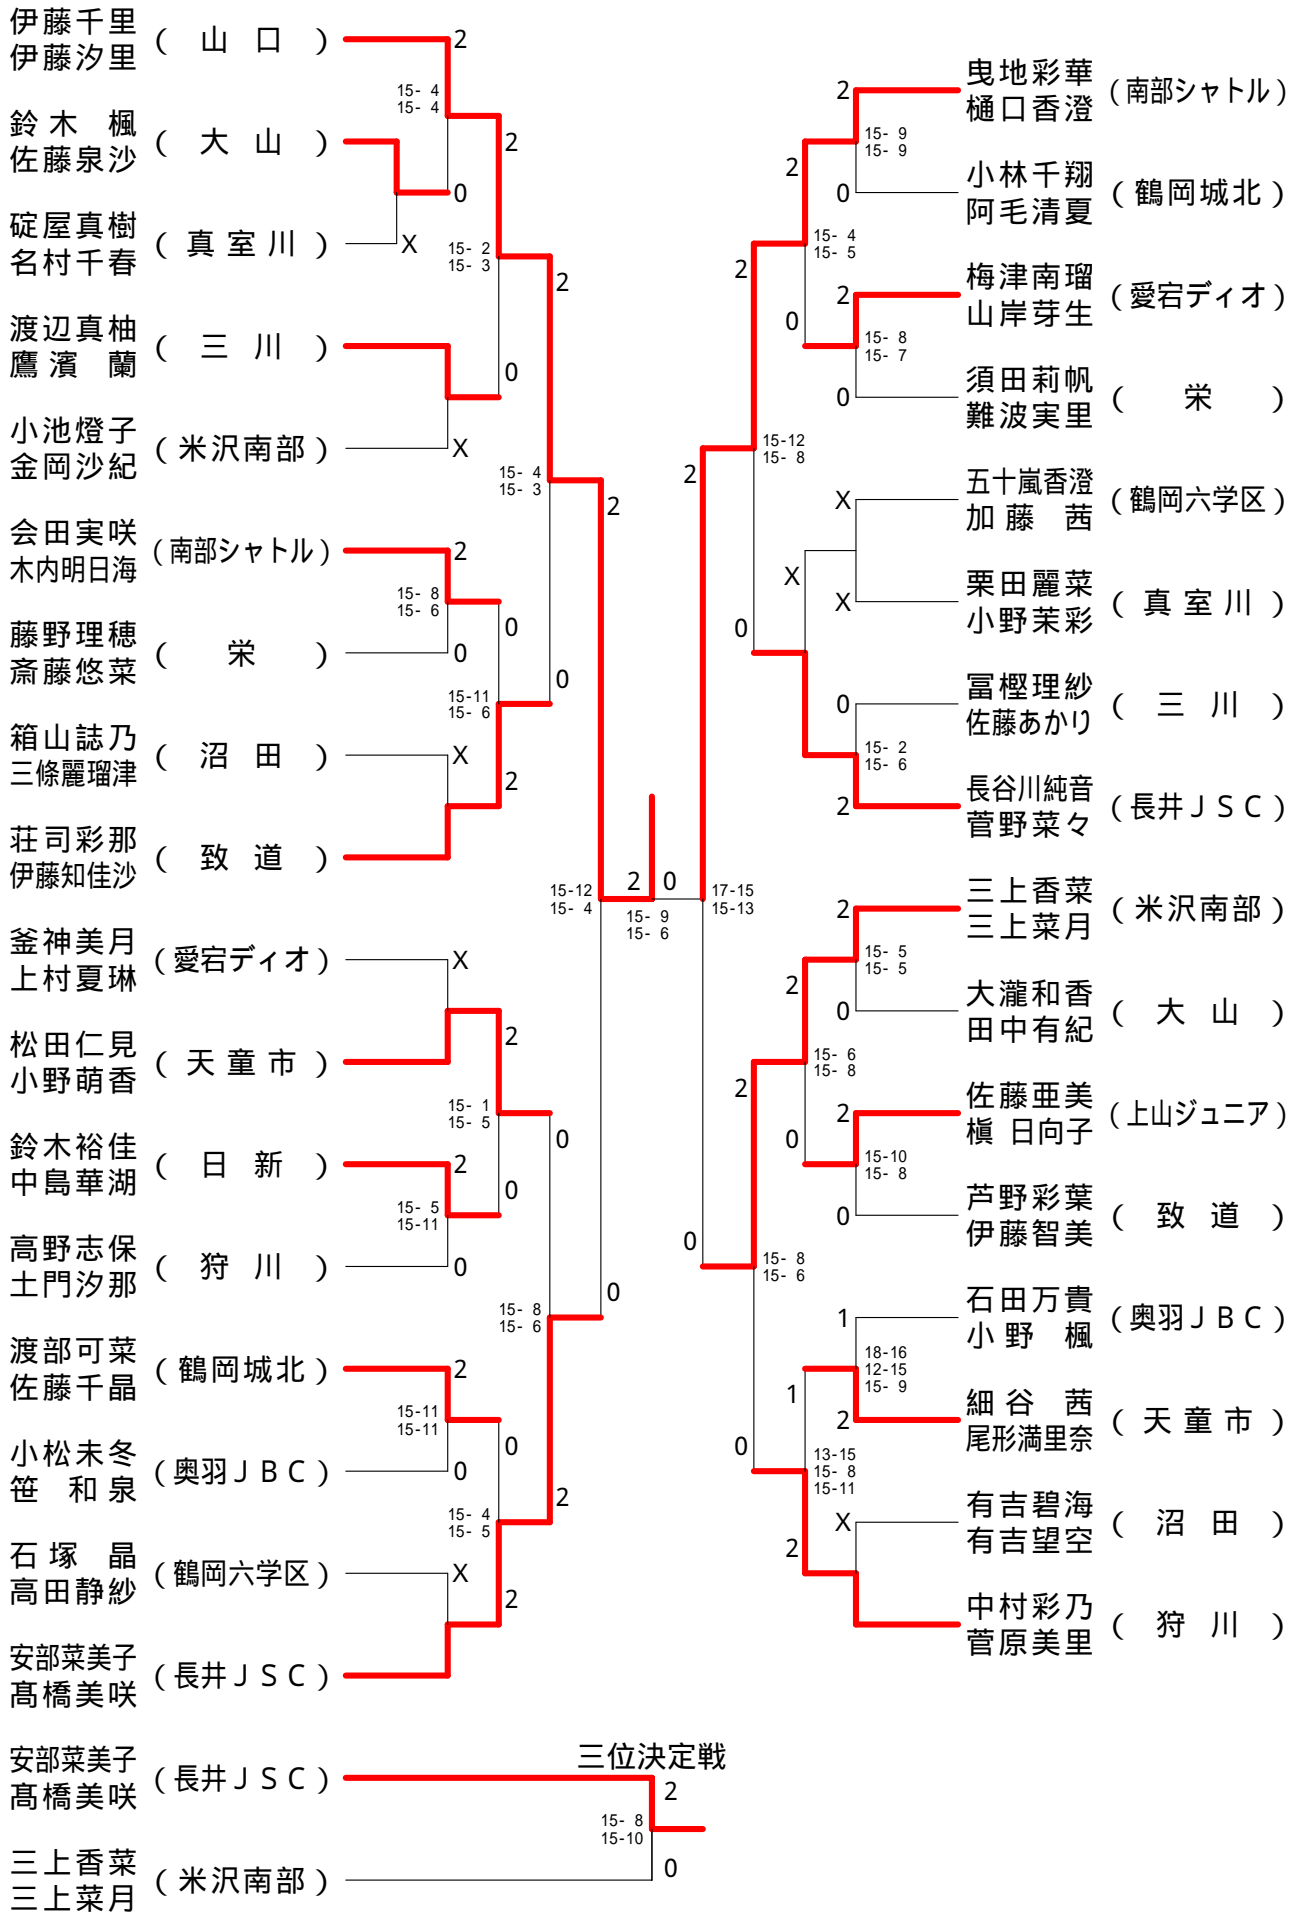 伊藤千里
伊藤汐里
( 山 口 )
2
15- 4
15- 4
鈴木 楓
佐藤泉沙
( 大 山 )
2
0
碇屋真樹
名村千春
( 真室川 )
X
15- 2
15- 3
2
渡辺真柚
鷹濱 蘭
( 三 川 )
0
小池燈子
金岡沙紀
( 米沢南部 )
X
15- 4
15- 3
2
会田実咲
木内明日海
( 南部シャトル )
2
15- 8
15- 6
0
藤野理穂
斎藤悠菜
( 栄 )
0
15-11
15- 6
0
箱山誌乃
三條麗瑠津
( 沼 田 )
X
2
荘司彩那
伊藤知佳沙
( 致 道 )
15-12
15- 4
2 0
15- 9
15- 6
釜神美月
上村夏琳
( 愛宕ディオ )
X
松田仁見
小野萌香
( 天童市 )
2
15- 1
15- 5
0
鈴木裕佳
中島華湖
( 日 新 )
2
15- 5
15-11
0
高野志保
土門汐那
( 狩 川 )
0
15- 8
15- 6
0
渡部可菜
佐藤千晶
( 鶴岡城北 )
2
15-11
15-11
0
小松未冬
笹 和泉
( 奥羽ＪＢＣ )
0
15- 4
15- 5
2
石塚 晶
高田静紗
( 鶴岡六学区 )
X
2
安部菜美子
髙橋美咲
( 長井ＪＳＣ )
曳地彩華
樋口香澄
( 南部シャトル )
2
15- 9
15- 9
2
小林千翔
阿毛清夏
( 鶴岡城北 )
0
15- 4
15- 5
2
梅津南瑠
山岸芽生
( 愛宕ディオ )
2
0
15- 8
15- 7
須田莉帆
難波実里
( 栄 )
0
15-12
15- 8
2
五十嵐香澄
加藤 茜
( 鶴岡六学区 )
X
X
栗田麗菜
小野茉彩
( 真室川 )
X
0
冨樫理紗
佐藤あかり
( 三 川 )
0
15- 2
15- 6
長谷川純音
菅野菜々
( 長井ＪＳＣ )
2
17-15
15-13
三上香菜
三上菜月
( 米沢南部 )
2
15- 5
15- 5
2
大瀧和香
田中有紀
( 大 山 )
0
15- 6
15- 8
2
佐藤亜美
槇 日向子
( 上山ジュニア )
2
0
15-10
15- 8
芦野彩葉
伊藤智美
( 致 道 )
0
0
15- 8
15- 6
石田万貴
小野 楓
( 奥羽ＪＢＣ )
1
18-16
12-15
15- 9
1
細谷 茜
尾形満里奈
( 天童市 )
2
0
13-15
15- 8
15-11
有吉碧海
有吉望空
( 沼 田 )
X
2
中村彩乃
菅原美里
( 狩 川 )
三位決定戦
安部菜美子
髙橋美咲
( 長井ＪＳＣ )
2
15- 8
15-10
三上香菜
三上菜月
( 米沢南部 )
0